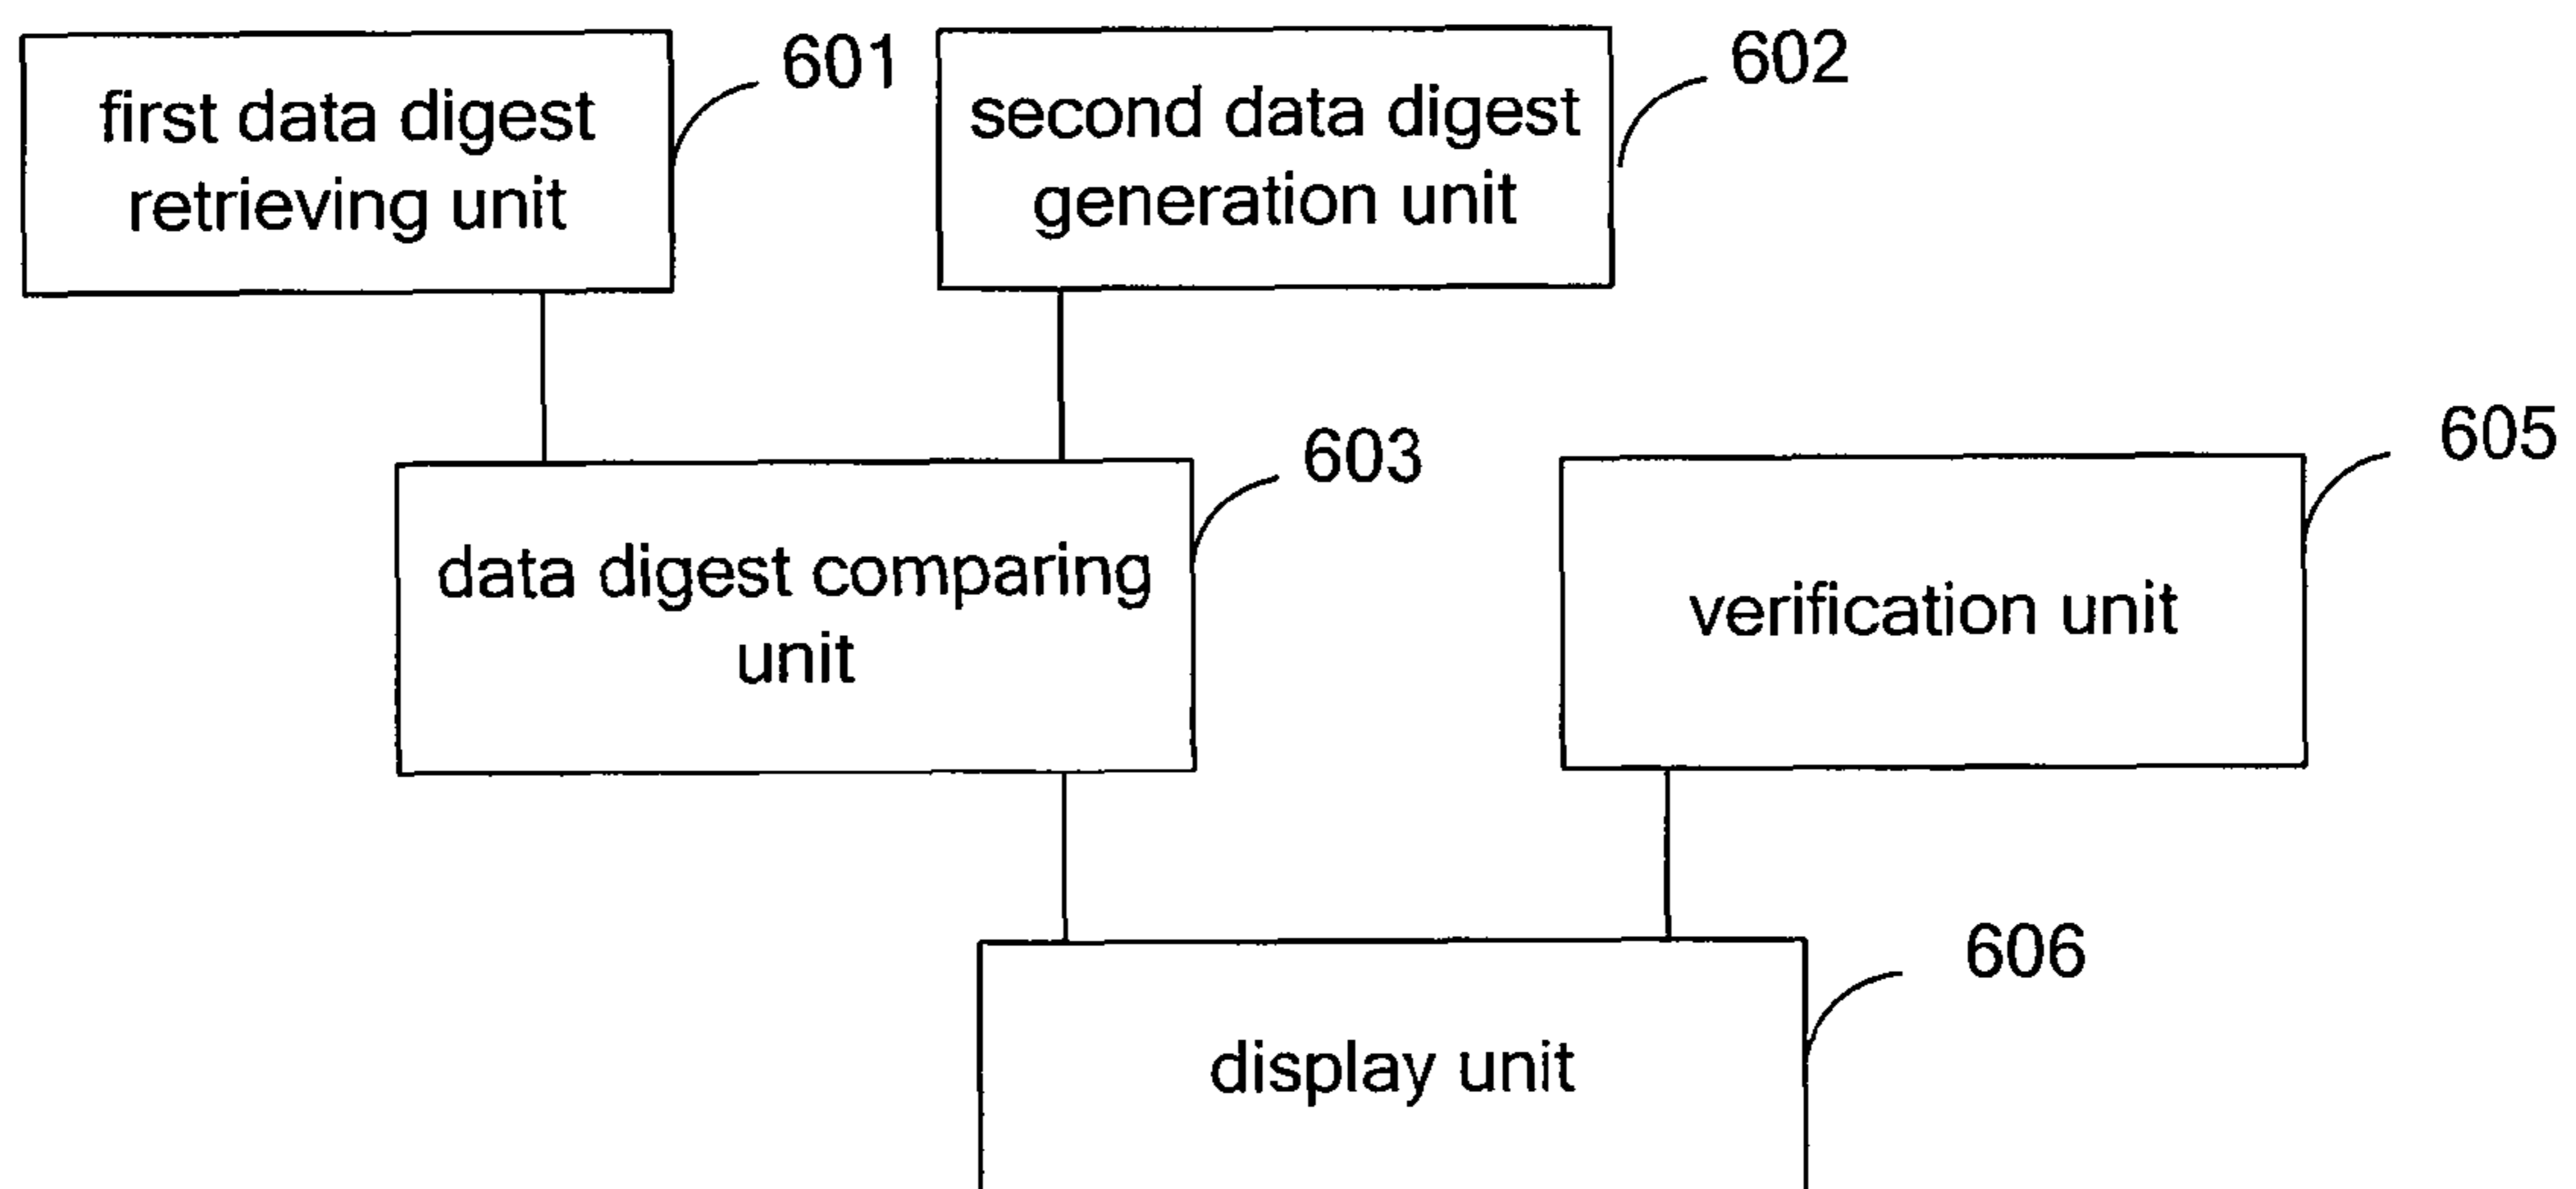 first data digest
retrieving unit
601
second data digest
generation unit
602
data digest comparing
unit
603
verification unit
605
display unit
606